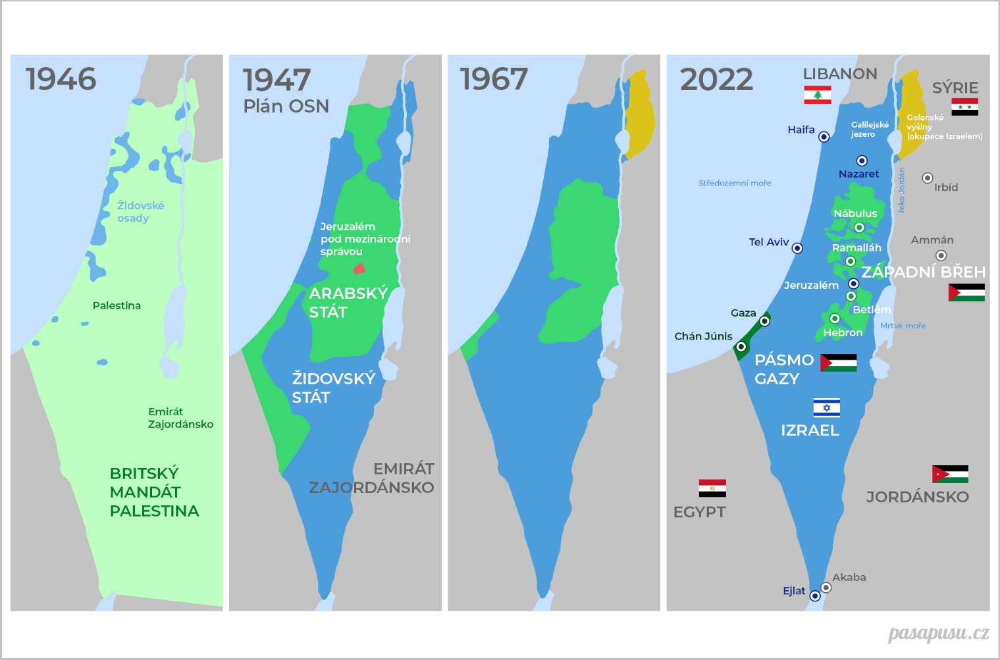 1946
Židovské
osady
Palestina
Emirát
Zajordánsko
BRITSKÝ
MANDÁT
PALESTINA
1947
Plán OSN
Jeruzalém
pod mezinárodní
správou
ARABSKÝ
STÁT
ŽIDOVSKÝ
STÁT
EMIRÁT
ZAJORDÁNSKO
1967
2022
LIBANON
SÝRIE
Golanské
výšiny
(okupace Izraelem)
Haifa
Galilejské
jezero
Nazaret
Středozemní moře
řeka Jordán
Irbíd
Nábulus
Tel Aviv
Ramalláh
Ammán
ZÁPADNÍ BŘEH
Jeruzalém
Betlém
Gaza
Hebron
Mrtvé moře
Chán Júnis
PÁSMO
GAZY
IZRAEL
EGYPT
JORDÁNSKO
Akaba
Ejlat
pasapusu.cz